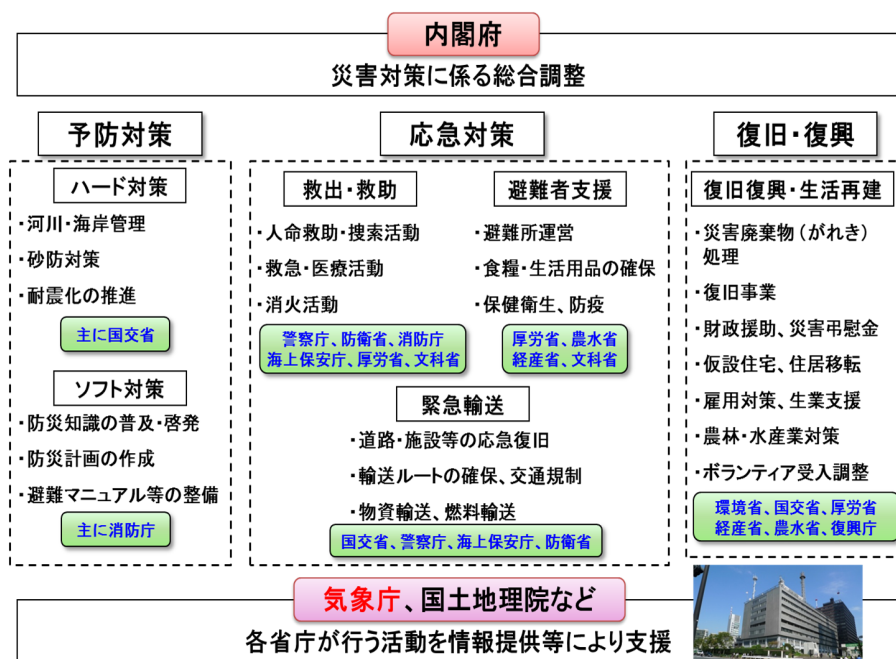 内閣府
災害対策に係る総合調整
予防対策
ハード対策
・河川・海岸管理
・砂防対策
・耐震化の推進
主に国交省
ソフト対策
・防災知識の普及・啓発
・防災計画の作成
・避難マニュアル等の整備
主に消防庁
応急対策
救出・救助
・人命救助・捜索活動
・救急・医療活動
・消火活動
警察庁、防衛省、消防庁
海上保安庁、厚労省、文科省
避難者支援
・避難所運営
・食糧・生活用品の確保
・保健衛生、防疫
厚労省、農水省
経産省、文科省
緊急輸送
・道路・施設等の応急復旧
・輸送ルートの確保、交通規制
・物資輸送、燃料輸送
国交省、警察庁、海上保安庁、防衛省
復旧・復興
復旧復興・生活再建
・災害廃棄物（がれき）
処理
・復旧事業
・財政援助、災害弔慰金
・仮設住宅、住居移転
・雇用対策、生業支援
・農林・水産業対策
・ボランティア受入調整
環境省、国交省、厚労省
経産省、農水省、復興庁
気象庁、国土地理院など
各省庁が行う活動を情報提供等により支援